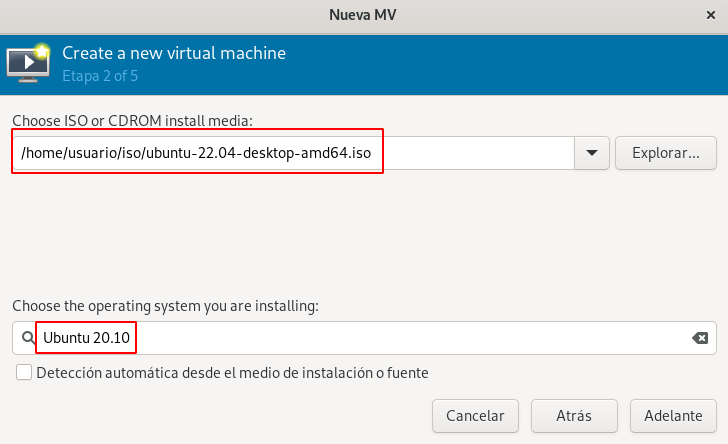 Nueva MV
Create a new virtual machine
Etapa 2 of 5
Choose ISO or CDROM install media:
/home/usuario/iso/ubuntu-22.04-desktop-amd64.iso
Explorar...
Choose the operating system you are installing:
Ubuntu 20.10
Detección automática desde el medio de instalación o fuente
Cancelar Atrás Adelante